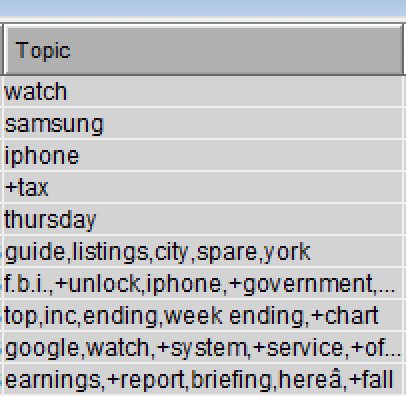 Topic
watch
samsung
iphone
+tax
thursday
guide,listings,city,spare,york
f.b.i.,+unlock,iphone,+government,...
top,inc,ending,week ending,+chart
google,watch,+system,+service,+of...
earnings,+report,briefing,hereâ,+fall